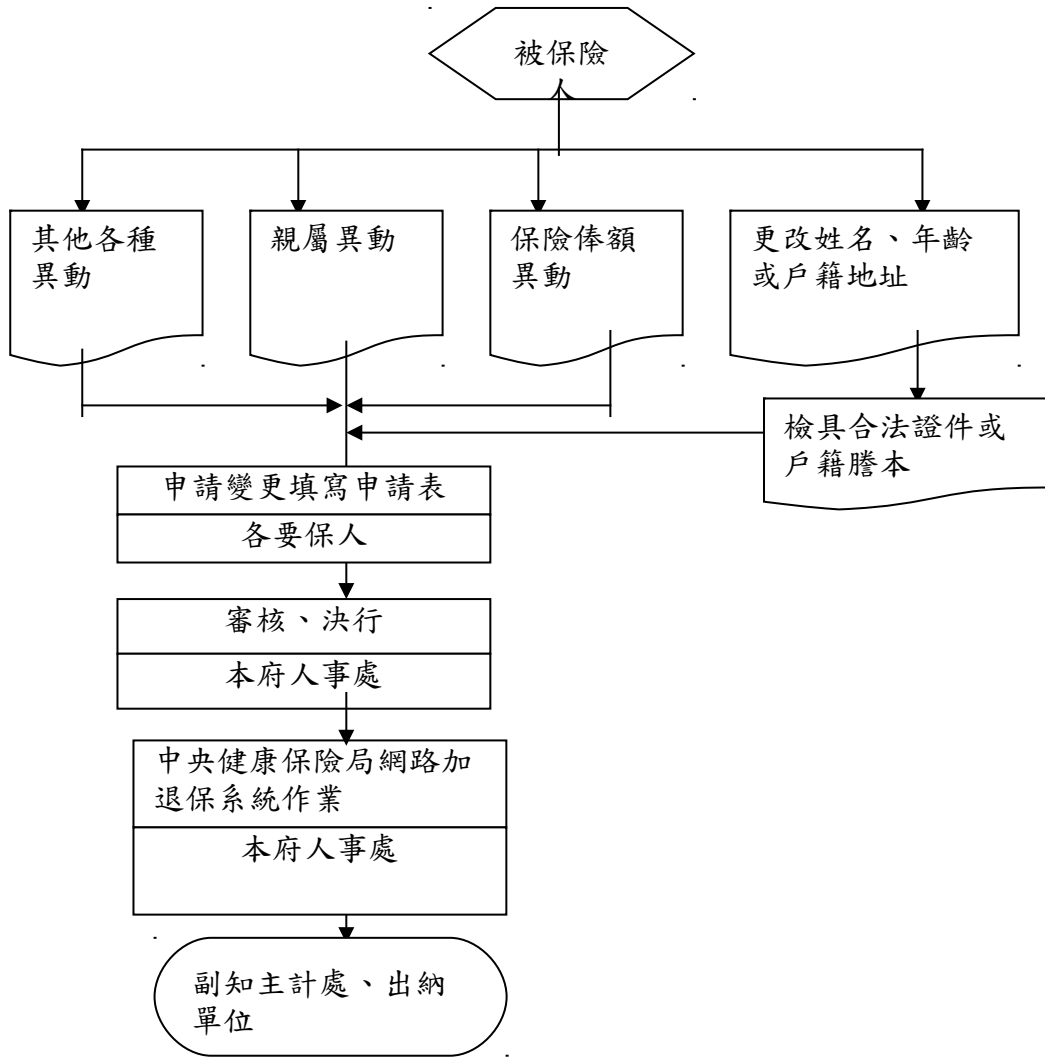 被保險
人
其他各種
異動
親屬異動
保險俸額
異動
更改姓名、年齡
或戶籍地址
檢具合法證件或
戶籍謄本
申請變更填寫申請表
各要保人
審核、決行
本府人事處
中央健康保險局網路加
退保系統作業
本府人事處
副知主計處、出納
單位